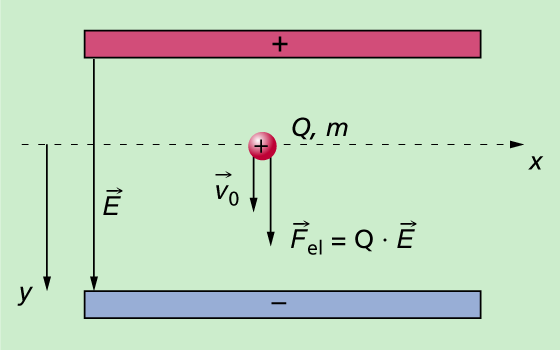 +
Q, m
+
x
E⃗
v⃗₀
F⃗ₑₗ = Q · E⃗
y
−